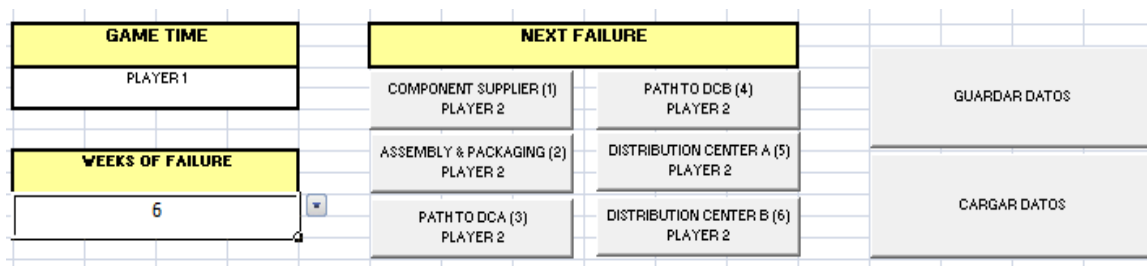 GAME TIME
PLAYER 1
WEEKS OF FAILURE
6
NEXT FAILURE
COMPONENT SUPPLIER (1)
PLAYER 2
PATH TO DCB (4)
PLAYER 2
ASSEMBLY & PACKAGING (2)
PLAYER 2
DISTRIBUTION CENTER A (5)
PLAYER 2
PATH TO DCA (3)
PLAYER 2
DISTRIBUTION CENTER B (6)
PLAYER 2
GUARDAR DATOS
CARGAR DATOS